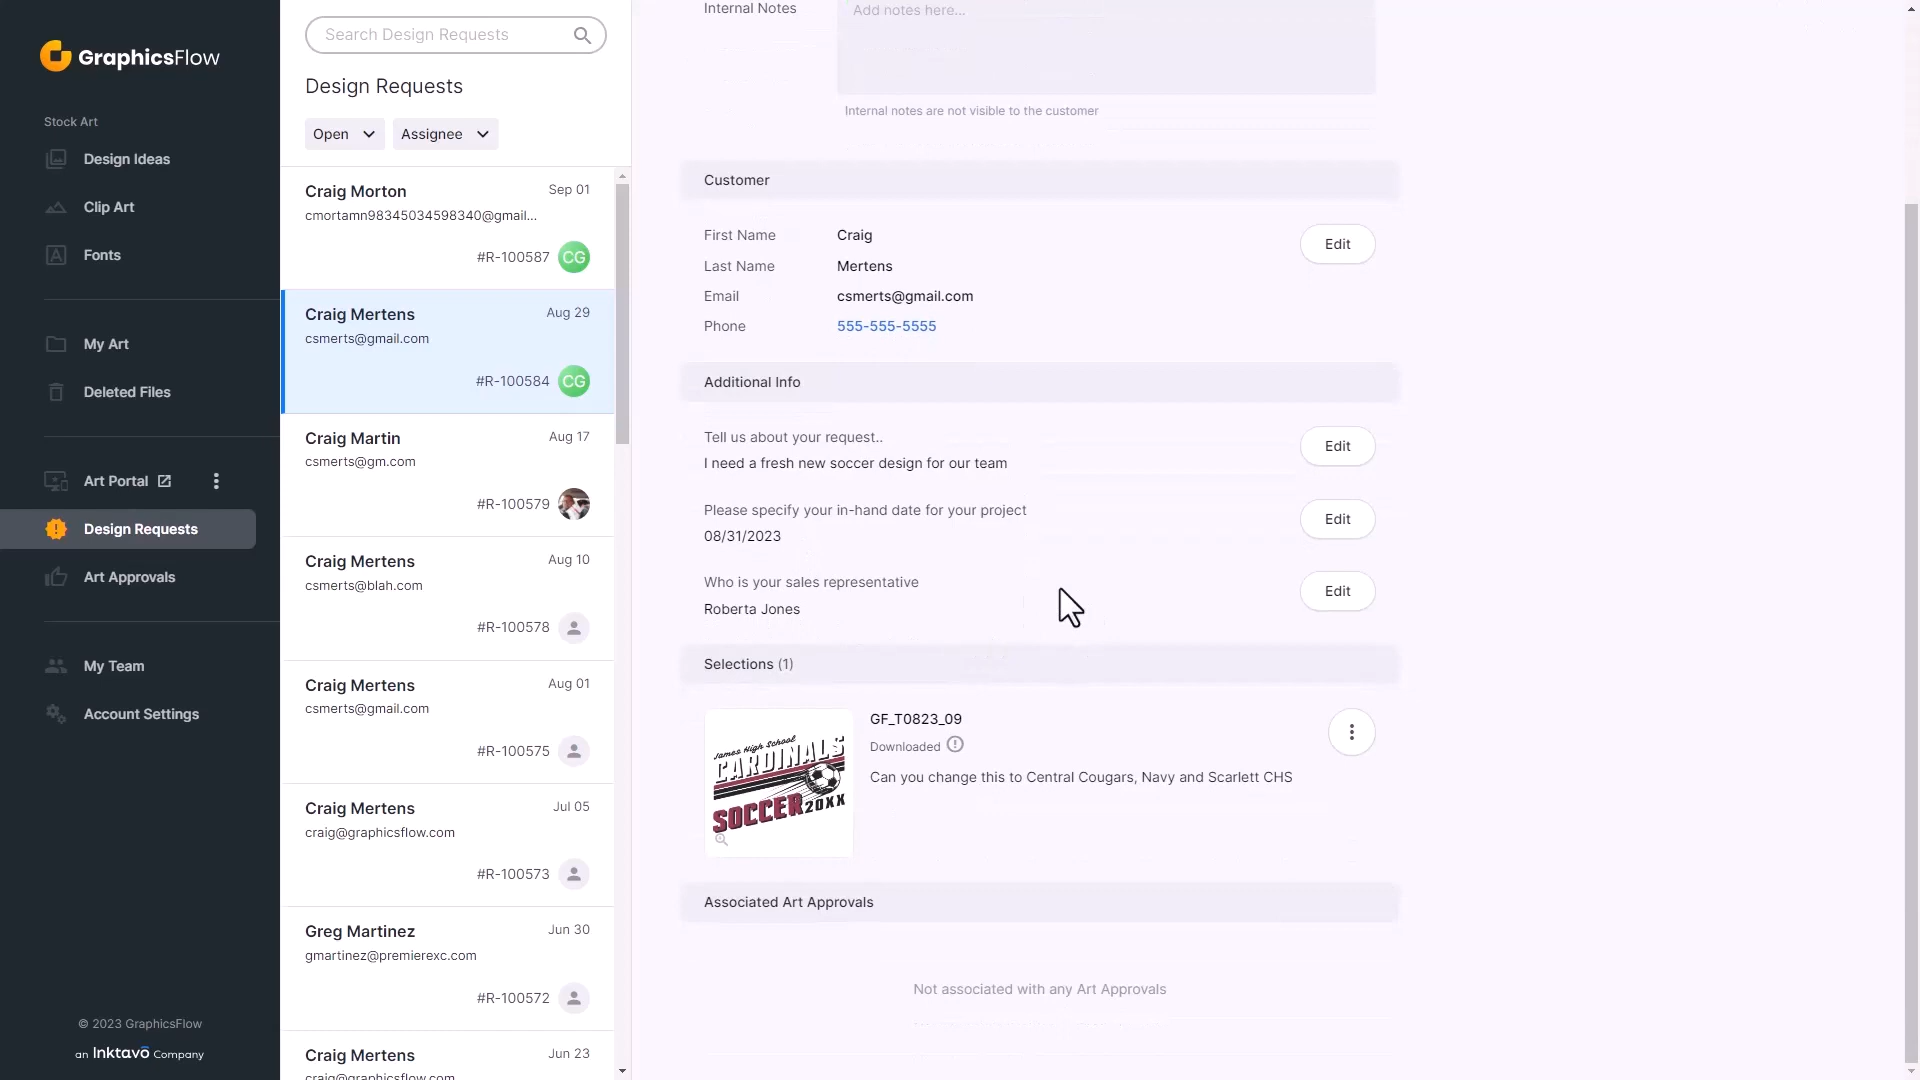 GraphicsFlow
Stock Art
Design Ideas
Clip Art
Fonts
My Art
Deleted Files
Art Portal
Design Requests
Art Approvals
My Team
Account Settings
© 2023 GraphicsFlow
an Inktavo Company
Search Design Requests
Design Requests
Open
Assignee
Craig Morton
Sep 01
cmortamn98345034598340@gmail...
#R-100587
CG
Craig Mertens
Aug 29
csmerts@gmail.com
#R-100584
CG
Craig Martin
Aug 17
csmerts@gm.com
#R-100579
Craig Mertens
Aug 10
csmerts@blah.com
#R-100578
Craig Mertens
Aug 01
csmerts@gmail.com
#R-100575
Craig Mertens
Jul 05
craig@graphicsflow.com
#R-100573
Greg Martinez
Jun 30
gmartinez@premierexc.com
#R-100572
Craig Mertens
Jun 23
craig@graphicsflow.com
Internal Notes
Add notes here...
Internal notes are not visible to the customer
Customer
First Name
Craig
Edit
Last Name
Mertens
Email
csmerts@gmail.com
Phone
555-555-5555
Additional Info
Tell us about your request..
I need a fresh new soccer design for our team
Edit
Please specify your in-hand date for your project
08/31/2023
Edit
Who is your sales representative
Roberta Jones
Edit
Selections (1)
James High School
CARDINALS
SOCCER 20XX
GF_T0823_09
Downloaded
Can you change this to Central Cougars, Navy and Scarlett CHS
Associated Art Approvals
Not associated with any Art Approvals